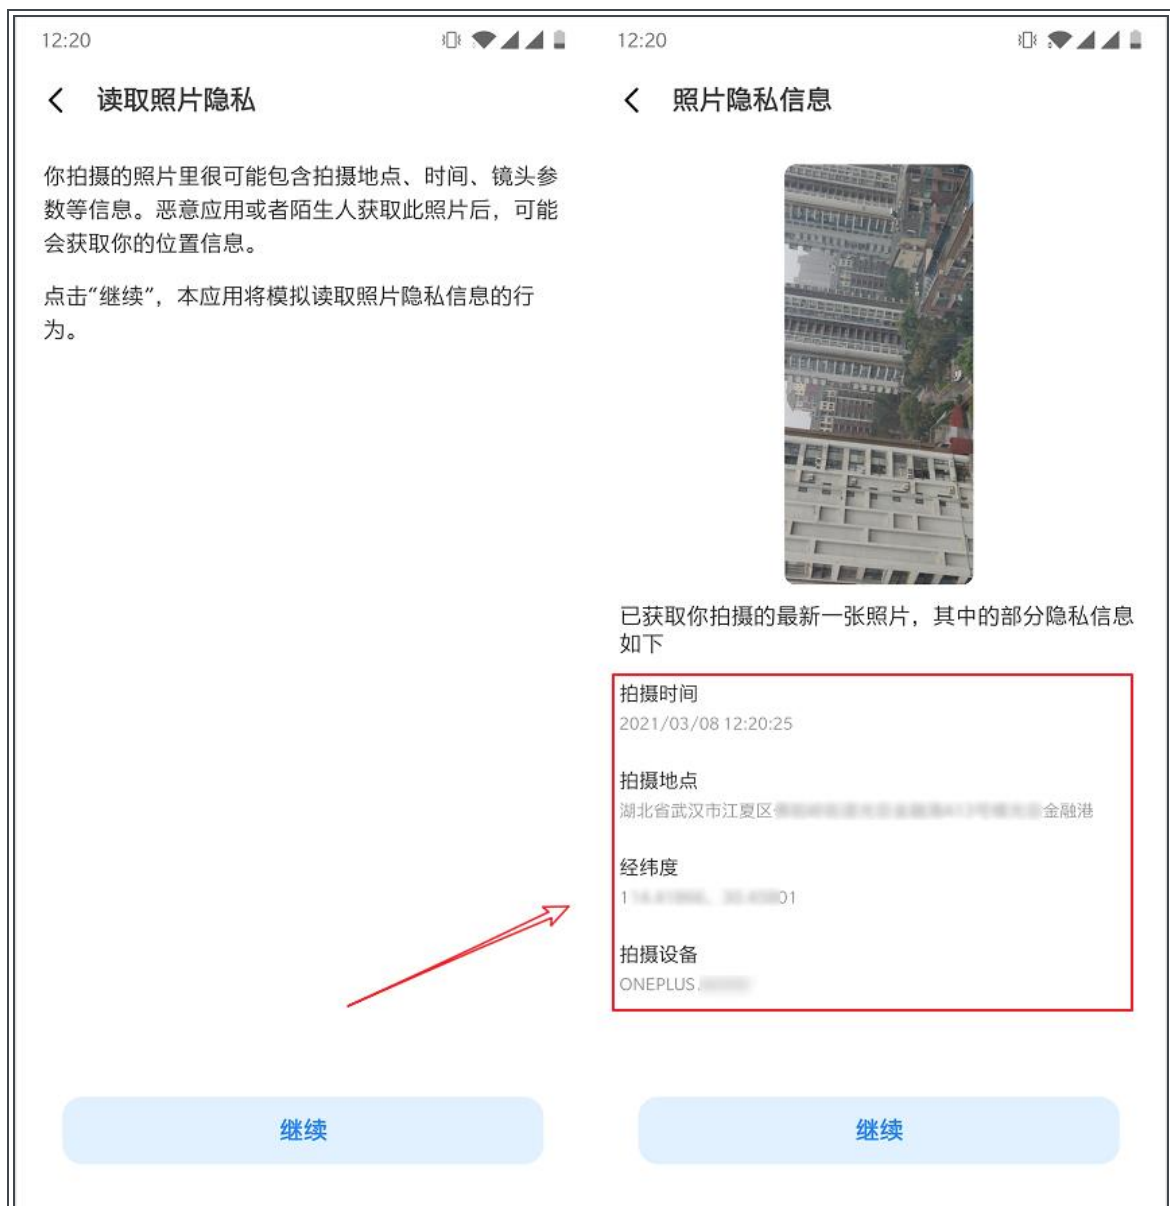 12:20
读取照片隐私
你拍摄的照片里很可能包含拍摄地点、时间、镜头参
数等信息。恶意应用或者陌生人获取此照片后，可能
会获取你的位置信息。
点击“继续”，本应用将模拟读取照片隐私信息的行
为。
继续
12:20
照片隐私信息
已获取你拍摄的最新一张照片，其中的部分隐私信息
如下
拍摄时间
2021/03/08 12:20:25
拍摄地点
湖北省武汉市江夏区 金融港
经纬度
1 01
拍摄设备
ONEPLUS
继续